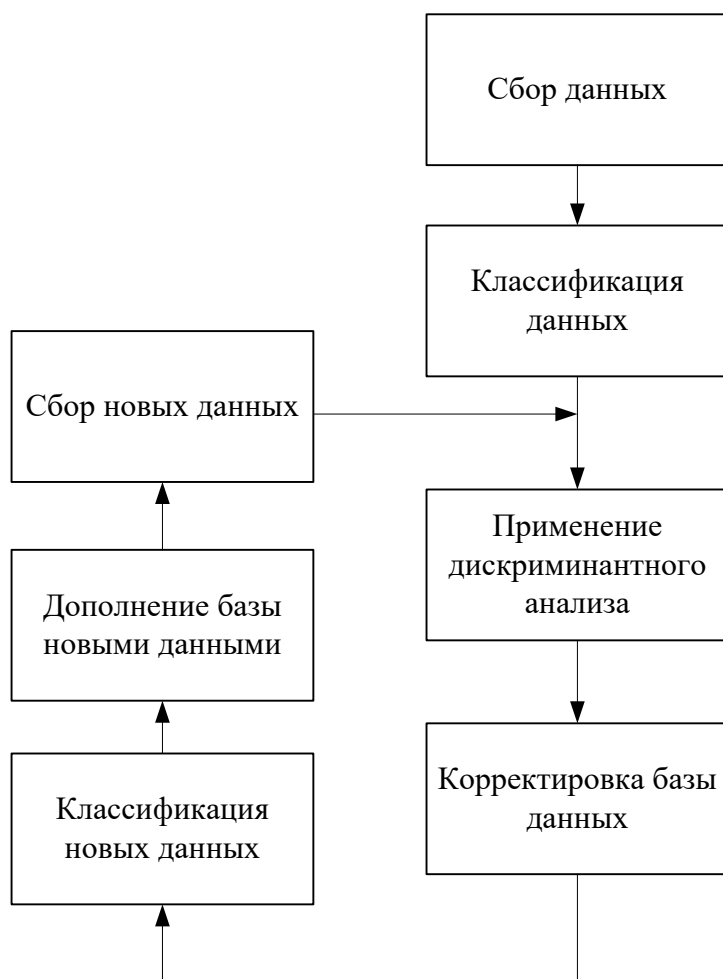 Сбор данных
Классификация
данных
Сбор новых данных
Применение
дискриминантного
анализа
Дополнение базы
новыми данными
Корректировка базы
данных
Классификация
новых данных